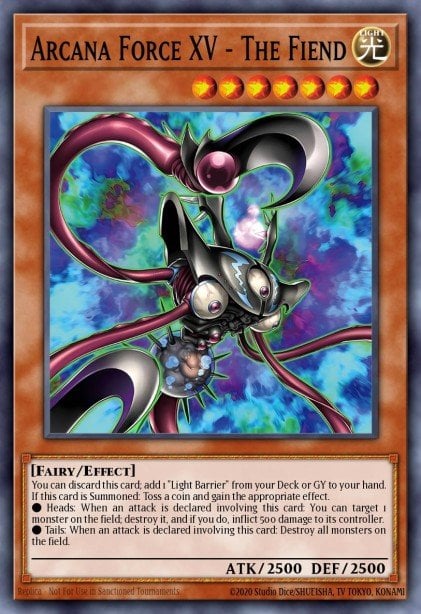 ARCANA FORCE XV - THE FIEND
LIGHT
光
[FAIRY/EFFECT]
You can discard this card; add 1 "Light Barrier" from your Deck or GY to your hand.
If this card is Summoned: Toss a coin and gain the appropriate effect.
● Heads: When an attack is declared involving this card: You can target 1
monster on the field; destroy it, and if you do, inflict 500 damage to its controller.
● Tails: When an attack is declared involving this card: Destroy all monsters on
the field.
ATK/2500 DEF/2500
Replica - Not For Use in Sanctioned Tournaments
©2020 Studio Dice/SHUEISHA, TV TOKYO, KONAMI